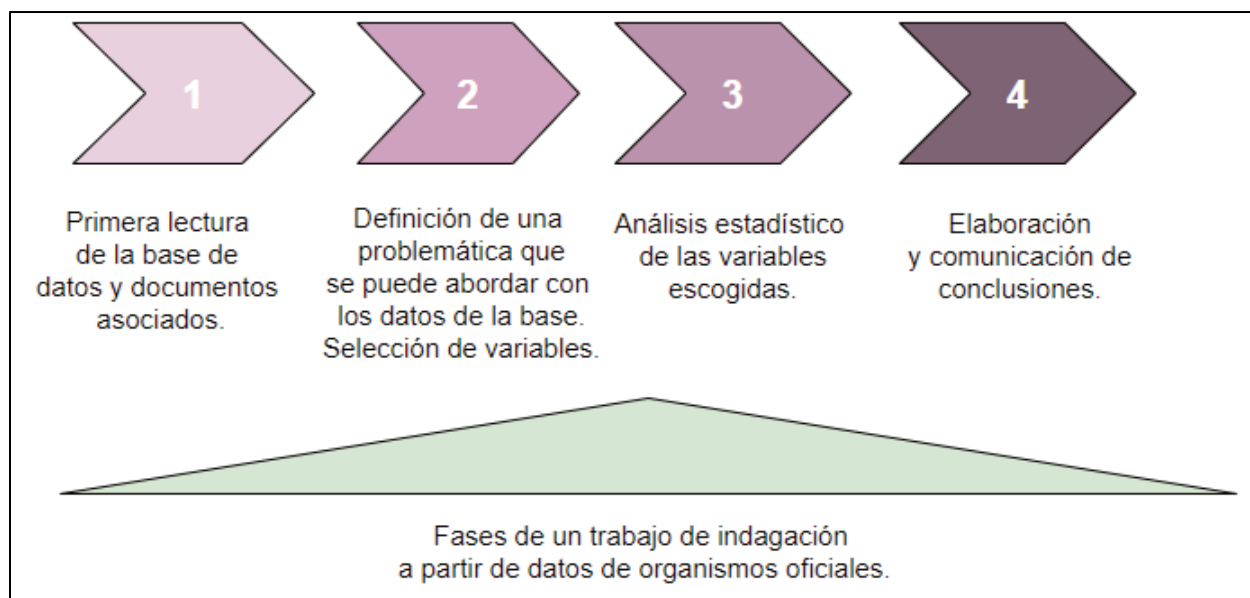 1
2
3
4
Primera lectura
de la base de
datos y documentos
asociados.
Definición de una
problemática que
se puede abordar con
los datos de la base.
Selección de variables.
Análisis estadístico
de las variables
escogidas.
Elaboración
y comunicación de
conclusiones.
Fases de un trabajo de indagación
a partir de datos de organismos oficiales.